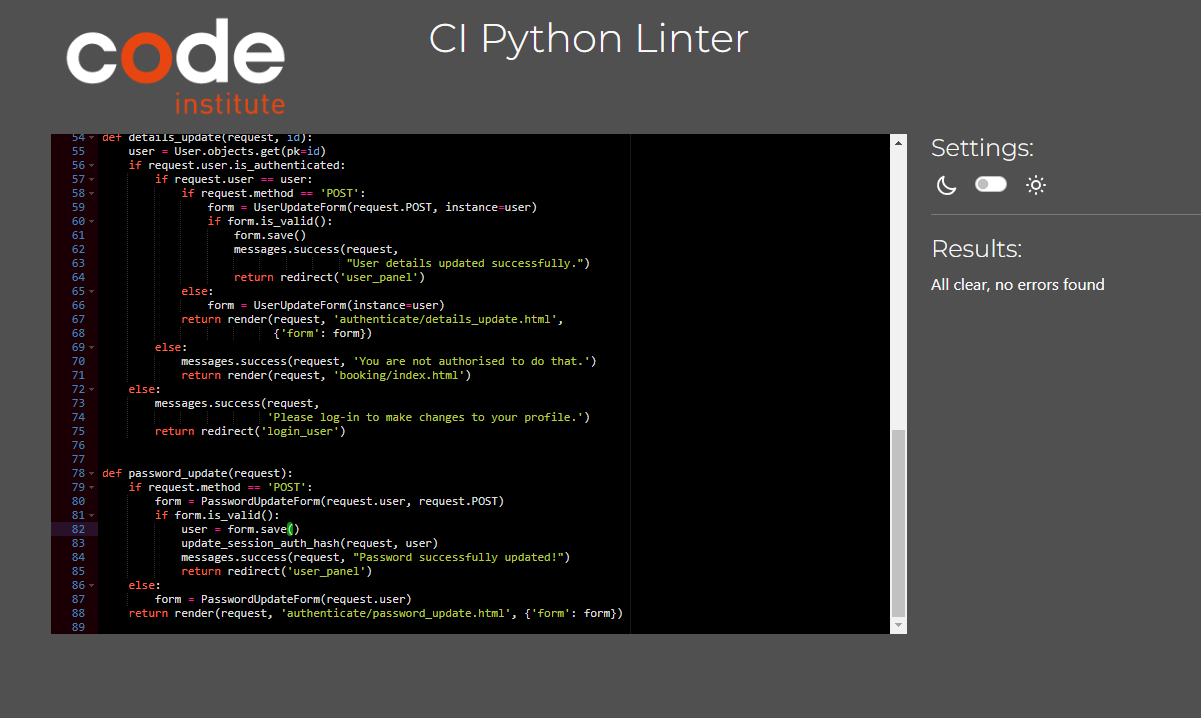 code
institute
CI Python Linter
54 def details_update(request, id):
55     user = User.objects.get(pk=id)
56     if request.user.is_authenticated:
57         if request.user == user:
58             if request.method == 'POST':
59                 form = UserUpdateForm(request.POST, instance=user)
60                 if form.is_valid():
61                     form.save()
62                     messages.success(request,
63                                      "User details updated successfully.")
64                     return redirect('user_panel')
65             else:
66                 form = UserUpdateForm(instance=user)
67             return render(request, 'authenticate/details_update.html',
68                           {'form': form})
69         else:
70             messages.success(request, 'You are not authorised to do that.')
71             return render(request, 'booking/index.html')
72     else:
73         messages.success(request,
74                          'Please log-in to make changes to your profile.')
75         return redirect('login_user')
76
77
78 def password_update(request):
79     if request.method == 'POST':
80         form = PasswordUpdateForm(request.user, request.POST)
81         if form.is_valid():
82             user = form.save()
83             update_session_auth_hash(request, user)
84             messages.success(request, "Password successfully updated!")
85             return redirect('user_panel')
86     else:
87         form = PasswordUpdateForm(request.user)
88     return render(request, 'authenticate/password_update.html', {'form': form})
89
Settings:
Results:
All clear, no errors found